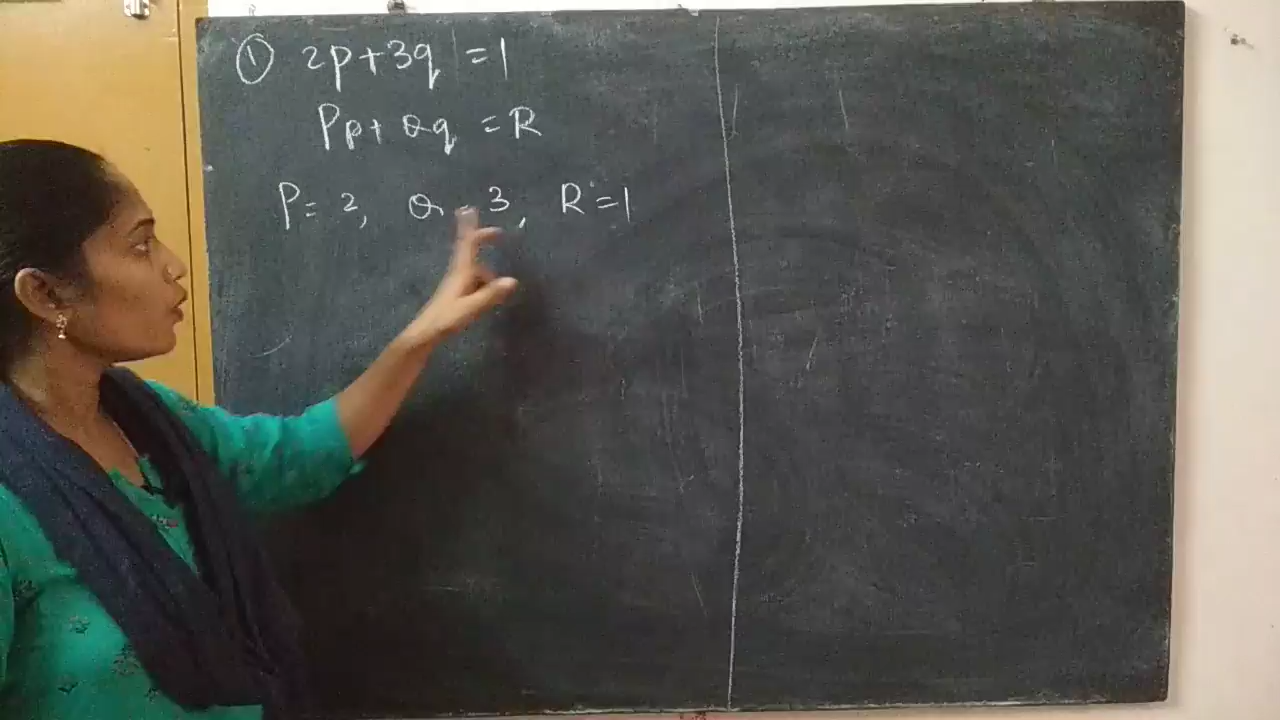 ① 2p+3q = 1
Pp+ Qq = R
P = 2, Q = 3, R = 1